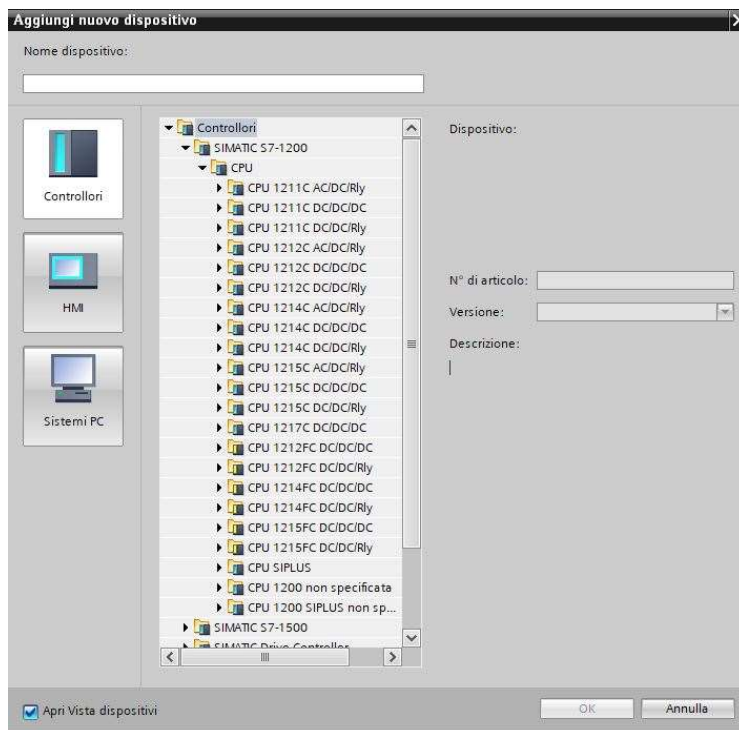 Aggiungi nuovo dispositivo
Nome dispositivo:
Controllori
HMI
Sistemi PC
Controllori
SIMATIC S7-1200
CPU
CPU 1211C AC/DC/Rly
CPU 1211C DC/DC/DC
CPU 1211C DC/DC/Rly
CPU 1212C AC/DC/Rly
CPU 1212C DC/DC/DC
CPU 1212C DC/DC/Rly
CPU 1214C AC/DC/Rly
CPU 1214C DC/DC/DC
CPU 1214C DC/DC/Rly
CPU 1215C AC/DC/Rly
CPU 1215C DC/DC/DC
CPU 1215C DC/DC/Rly
CPU 1217C DC/DC/DC
CPU 1212FC DC/DC/DC
CPU 1212FC DC/DC/Rly
CPU 1214FC DC/DC/DC
CPU 1214FC DC/DC/Rly
CPU 1215FC DC/DC/DC
CPU 1215FC DC/DC/Rly
CPU SIPLUS
CPU 1200 non specificata
CPU 1200 SIPLUS non sp...
SIMATIC S7-1500
SIMATIC Drive Controller
Dispositivo:
N° di articolo:
Versione:
Descrizione:
Apri Vista dispositivi
OK
Annulla